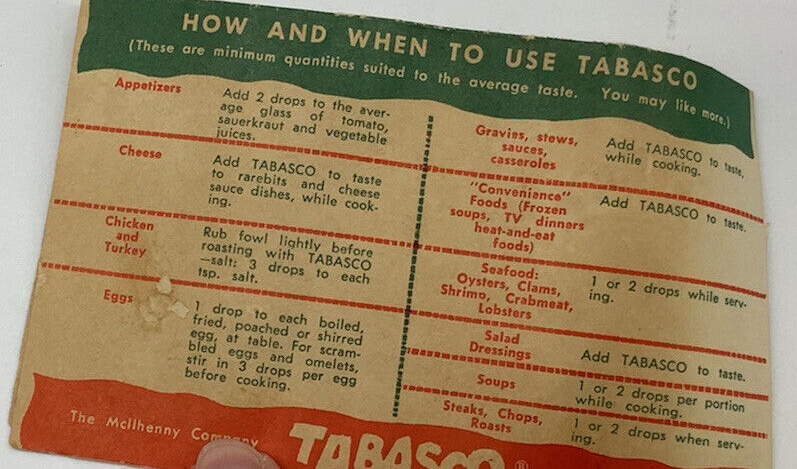 HOW AND WHEN TO USE TABASCO
(These are minimum quantities suited to the average taste. You may like more.)
Appetizers
Add 2 drops to the aver-
age glass of tomato,
sauerkraut and vegetable
juices.
Cheese
Add TABASCO to taste
to rarebits and cheese
sauce dishes, while cook-
ing.
Chicken
and
Turkey
Rub fowl lightly before
roasting with TABASCO
—salt: 3 drops to each
tsp. salt.
Eggs
1 drop to each boiled,
fried, poached or shirred
egg, at table. For scram-
bled eggs and omelets,
stir in 3 drops per egg
before cooking.
Gravies, stews,
sauces,
casseroles
Add TABASCO to taste,
while cooking.
"Convenience"
Foods (Frozen
soups, TV dinners
heat-and-eat
foods)
Add TABASCO to taste.
Seafood:
Oysters, Clams,
Shrimp, Crabmeat,
Lobsters
1 or 2 drops while serv-
ing.
Salad
Dressings
Add TABASCO to taste.
Soups
1 or 2 drops per portion
while cooking.
Steaks, Chops,
Roasts
1 or 2 drops when serv-
ing.
The McIlhenny Company
TABASCO®